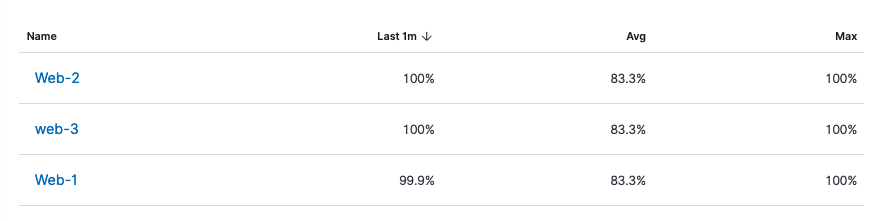 Name Last 1m ↓ Avg Max
Web-2 100% 83.3% 100%
web-3 100% 83.3% 100%
Web-1 99.9% 83.3% 100%